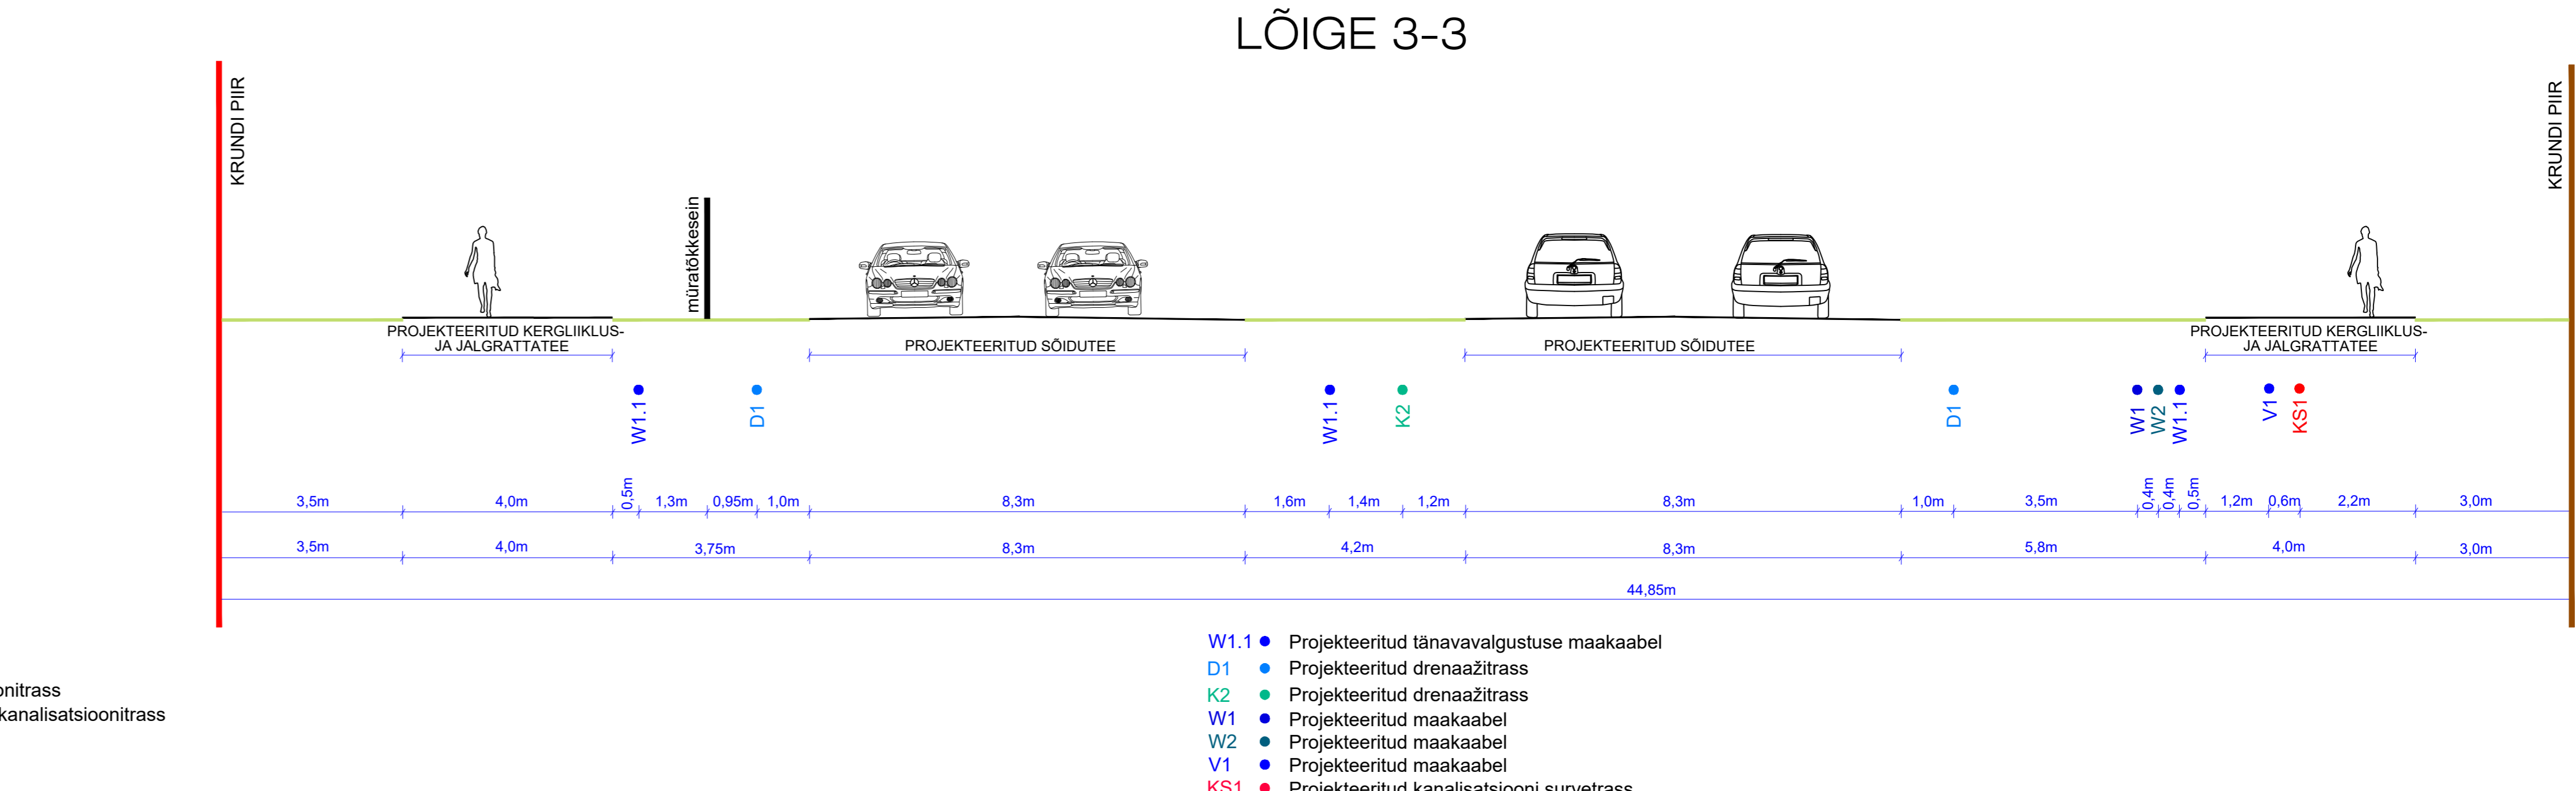 LÕIGE 3-3
KRUNDI PIIR
KRUNDI PIIR
müratõkkesein
PROJEKTEERITUD KERGLIIKLUS-
JA JALGRATTATEE
PROJEKTEERITUD SÕIDUTEE
PROJEKTEERITUD SÕIDUTEE
PROJEKTEERITUD KERGLIIKLUS-
JA JALGRATTATEE
W1.1
D1
W1.1
K2
D1
W1
W2
W1.1
V1
KS1
3,5m 4,0m 0,5m 1,3m 0,95m 1,0m 8,3m 1,6m 1,4m 1,2m 8,3m 1,0m 3,5m 0,4m 0,4m 0,5m 1,2m 0,6m 2,2m 3,0m
3,5m 4,0m 3,75m 8,3m 4,2m 8,3m 5,8m 4,0m 3,0m
44,85m
W1.1 Projekteeritud tänavavalgustuse maakaabel
D1 Projekteeritud drenaažitrass
K2 Projekteeritud drenaažitrass
W1 Projekteeritud maakaabel
W2 Projekteeritud maakaabel
V1 Projekteeritud maakaabel
KS1 Projekteeritud kanalisatsiooni survetrass
onitrass
kanalisatsioonitrass